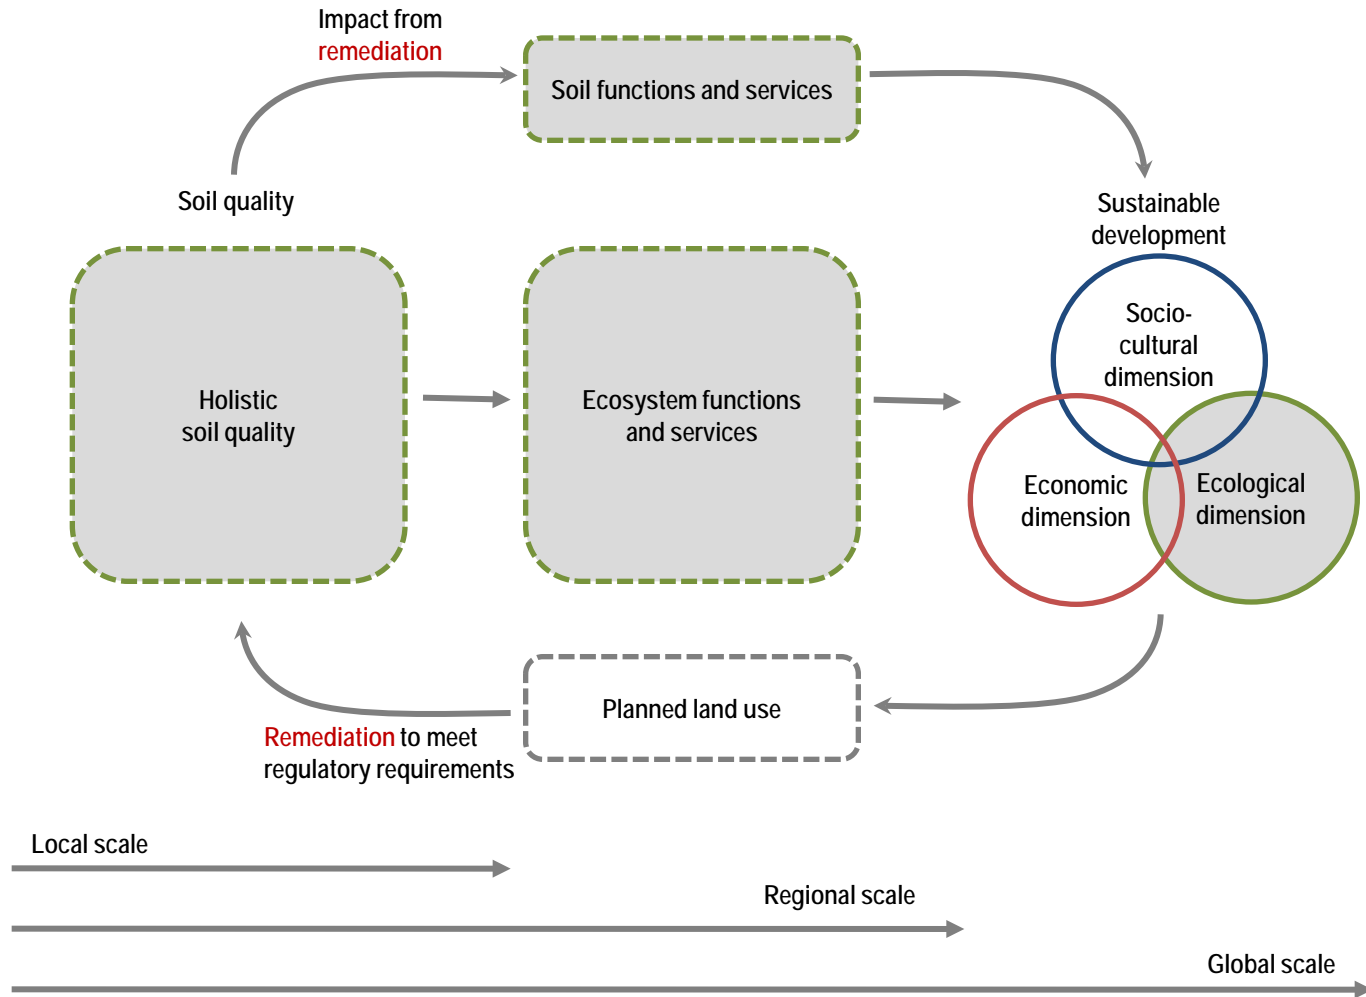 Impact from
remediation
Soil functions and services
Soil quality
Sustainable
development
Holistic
soil quality
Ecosystem functions
and services
Socio-
cultural
dimension
Economic
dimension
Ecological
dimension
Planned land use
Remediation to meet
regulatory requirements
Local scale
Regional scale
Global scale